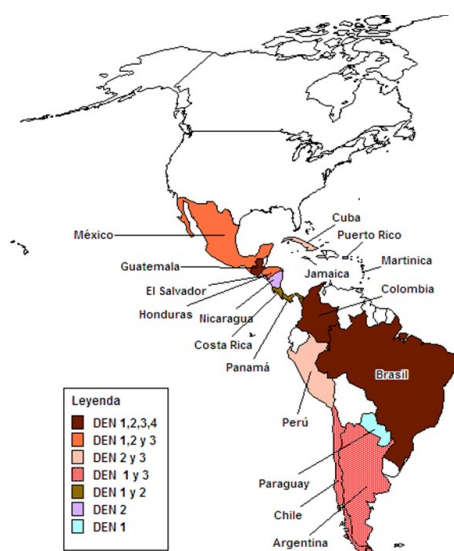 Cuba
México
Puerto Rico
Martinica
Guatemala
Jamaica
Colombia
El Salvador
Honduras
Nicaragua
Costa Rica
Panamá
Brasil
Perú
Paraguay
Chile
Argentina
Leyenda
DEN 1,2,3,4
DEN 1,2 y 3
DEN 2 y 3
DEN 1 y 3
DEN 1 y 2
DEN 2
DEN 1